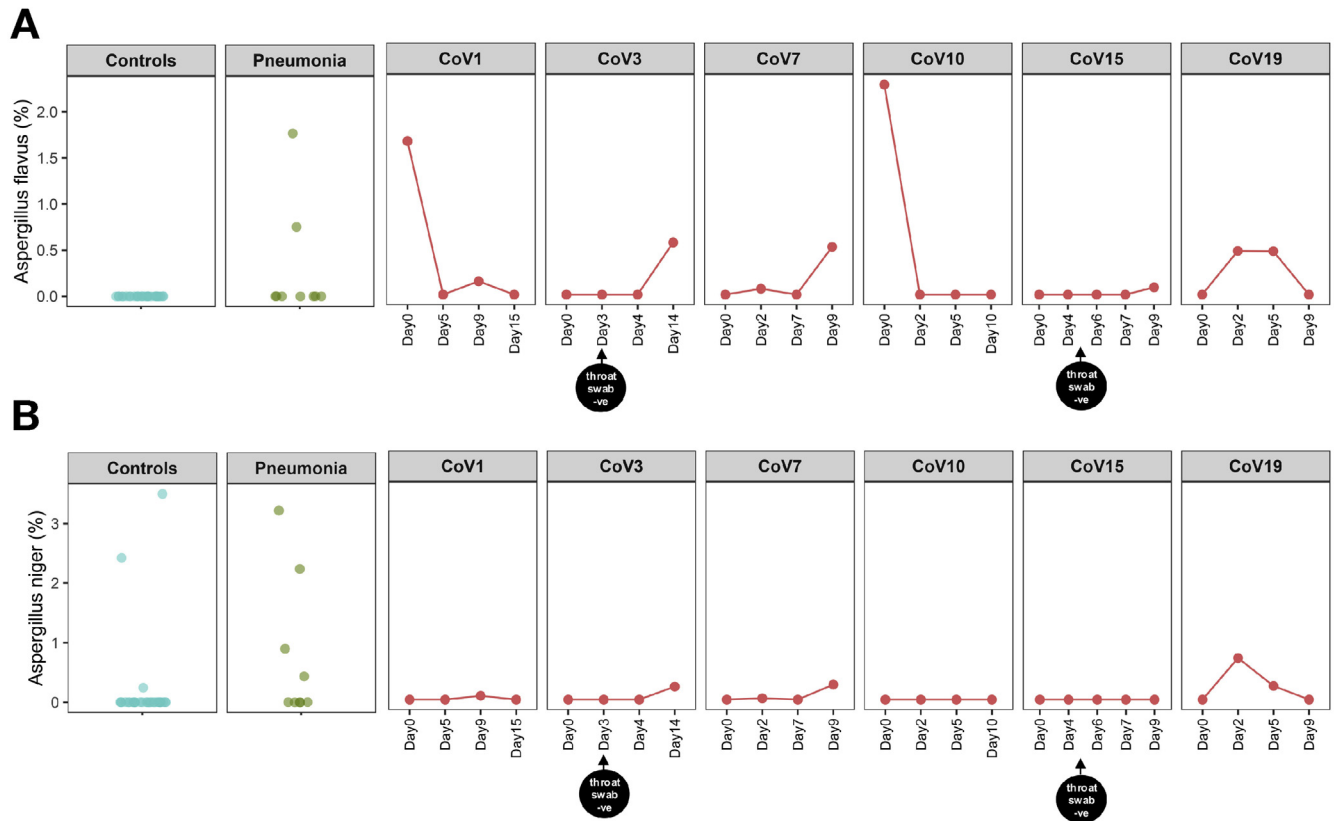 A
Controls Pneumonia CoV1 CoV3 CoV7 CoV10 CoV15 CoV19
Aspergillus flavus (%)
2.0
1.5
1.0
0.5
0.0
Day0 Day5 Day9 Day15 Day0 Day3 Day4 Day14 Day0 Day2 Day7 Day9 Day0 Day2 Day5 Day10 Day0 Day4 Day6 Day7 Day9 Day0 Day2 Day5 Day9
throat
swab
-ve
throat
swab
-ve
B
Controls Pneumonia CoV1 CoV3 CoV7 CoV10 CoV15 CoV19
Aspergillus niger (%)
3
2
1
0
Day0 Day5 Day9 Day15 Day0 Day3 Day4 Day14 Day0 Day2 Day7 Day9 Day0 Day2 Day5 Day10 Day0 Day4 Day6 Day7 Day9 Day0 Day2 Day5 Day9
throat
swab
-ve
throat
swab
-ve